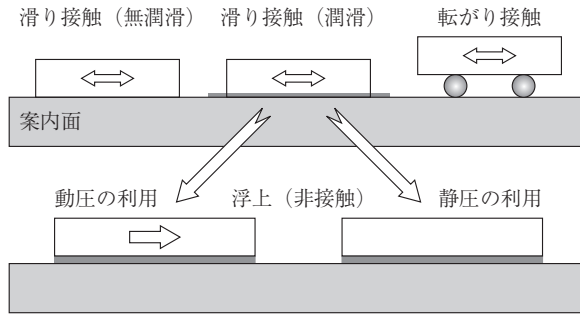 滑り接触（無潤滑）
滑り接触（潤滑）
転がり接触
案内面
動圧の利用
浮上（非接触）
静圧の利用